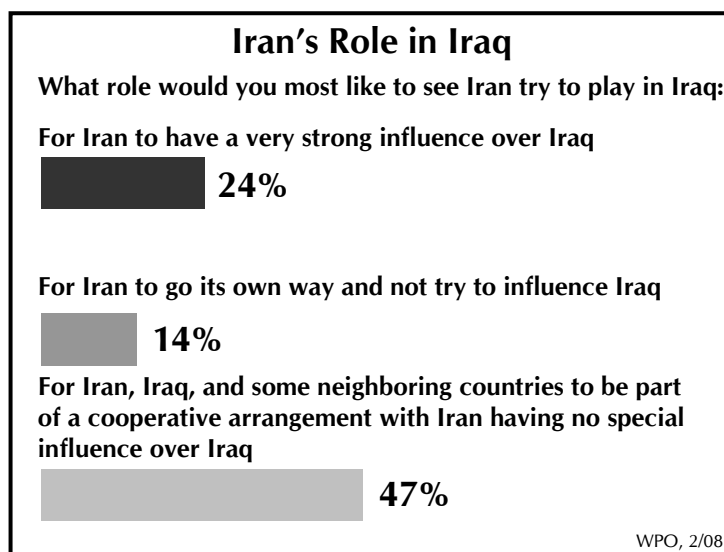 Iran's Role in Iraq
What role would you most like to see Iran try to play in Iraq:
For Iran to have a very strong influence over Iraq
24%
For Iran to go its own way and not try to influence Iraq
14%
For Iran, Iraq, and some neighboring countries to be part
of a cooperative arrangement with Iran having no special
influence over Iraq
47%
WPO, 2/08